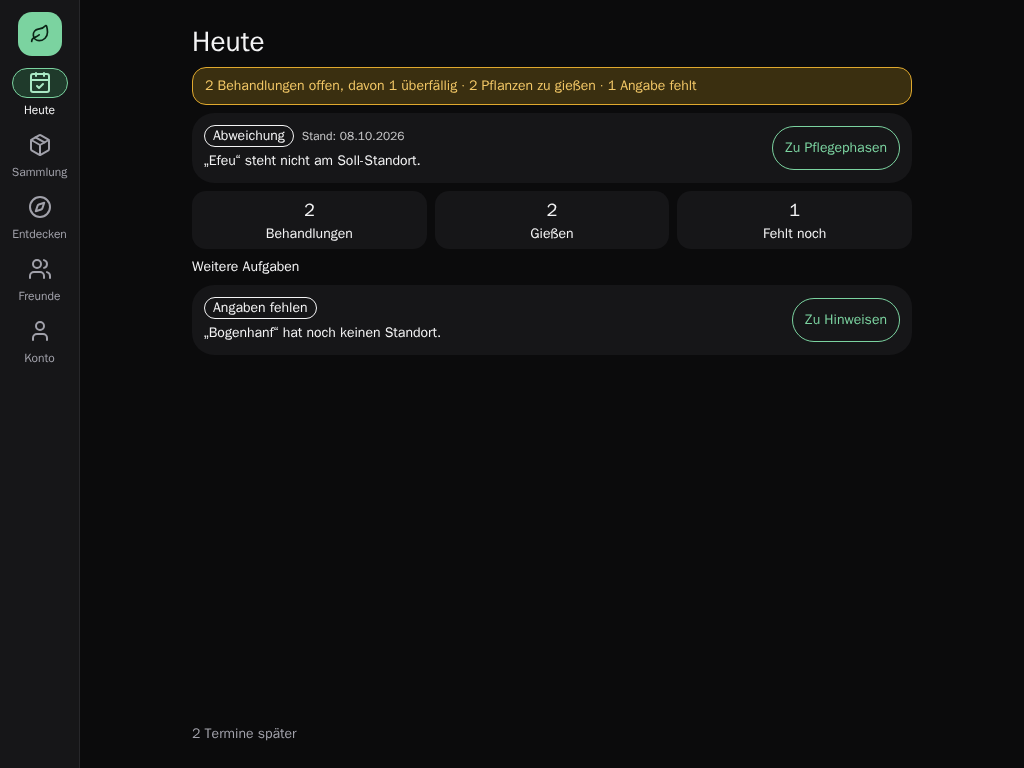 Heute
Sammlung
Entdecken
Freunde
Konto
Heute
2 Behandlungen offen, davon 1 überfällig · 2 Pflanzen zu gießen · 1 Angabe fehlt
Abweichung Stand: 08.10.2026
„Efeu“ steht nicht am Soll-Standort.
Zu Pflegephasen
2
Behandlungen
2
Gießen
1
Fehlt noch
Weitere Aufgaben
Angaben fehlen
„Bogenhanf“ hat noch keinen Standort.
Zu Hinweisen
2 Termine später